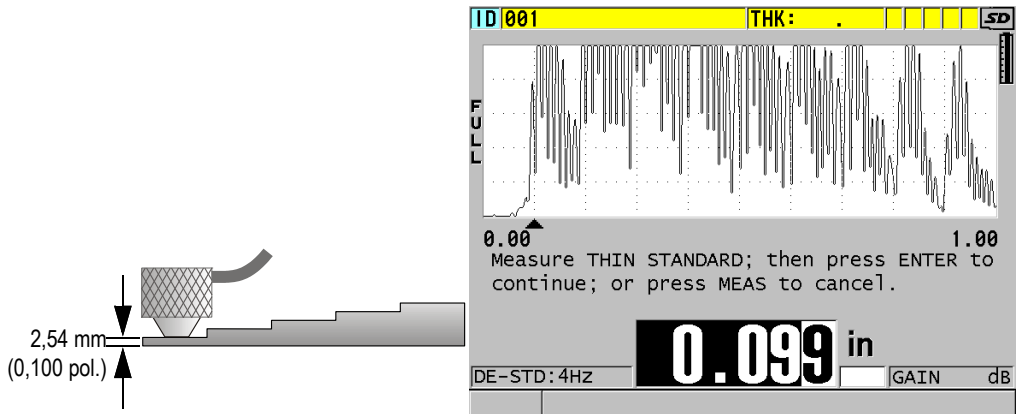 2,54 mm
(0,100 pol.)
ID 001 THK: . SD
FULL
0.00 1.00
Measure THIN STANDARD; then press ENTER to
continue; or press MEAS to cancel.
0.099 in
DE-STD:4Hz GAIN dB